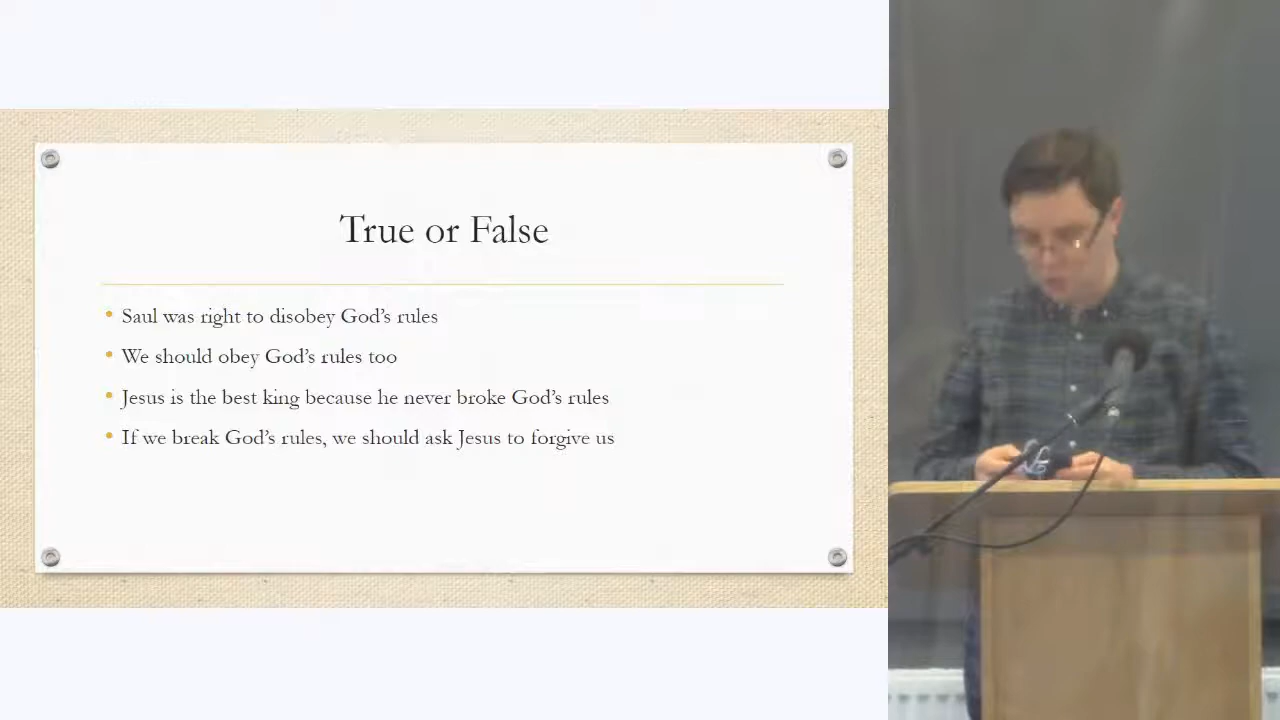 True or False
Saul was right to disobey God's rules
We should obey God's rules too
Jesus is the best king because he never broke God's rules
If we break God's rules, we should ask Jesus to forgive us